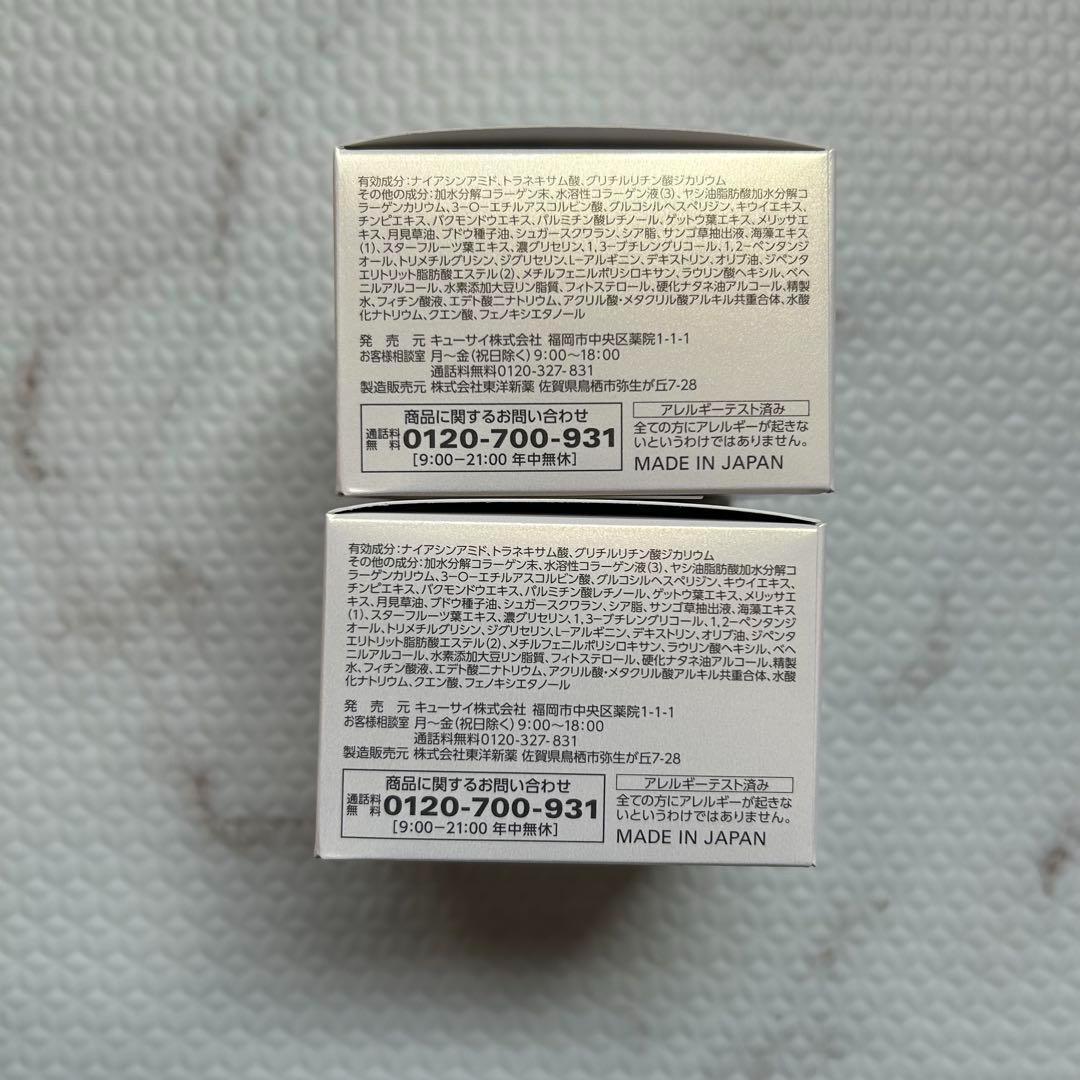 有効成分:ナイアシンアミド、トラネキサム酸、グリチルリチン酸ジカリウム
その他の成分:加水分解コラーゲン末、水溶性コラーゲン液(3)、ヤシ油脂肪酸加水分解コ
ラーゲンカリウム、3-O-エチルアスコルビン酸、グルコシルヘスペリジン、キウイエキス、
チンピエキス、バクモンドウエキス、パルミチン酸レチノール、ゲットウ葉エキス、メリッサエ
キス、月見草油、ブドウ種子油、シュガースクワラン、シア脂、サンゴ草抽出液、海藻エキス
(1)、スターフルーツ葉エキス、濃グリセリン、1,3-ブチレングリコール、1,2-ペンタンジ
オール、トリメチルグリシン、ジグリセリン、L-アルギニン、デキストリン、オリブ油、ジペンタ
エリトリット脂肪酸エステル(2)、メチルフェニルポリシロキサン、ラウリン酸ヘキシル、ベヘ
ニルアルコール、水素添加大豆リン脂質、フィトステロール、硬化ナタネ油アルコール、精製
水、フィチン酸液、エデト酸二ナトリウム、アクリル酸・メタクリル酸アルキル共重合体、水酸
化ナトリウム、クエン酸、フェノキシエタノール
発 売 元 キューサイ株式会社 福岡市中央区薬院1-1-1
お客様相談室 月～金(祝日除く)9:00～18:00
通話料無料0120-327-831
製造販売元 株式会社東洋新薬 佐賀県鳥栖市弥生が丘7-28
商品に関するお問い合わせ
通話料無料 0120-700-931
[9:00-21:00 年中無休]
アレルギーテスト済み
全ての方にアレルギーが起きな
いというわけではありません。
MADE IN JAPAN
有効成分:ナイアシンアミド、トラネキサム酸、グリチルリチン酸ジカリウム
その他の成分:加水分解コラーゲン末、水溶性コラーゲン液(3)、ヤシ油脂肪酸加水分解コ
ラーゲンカリウム、3-O-エチルアスコルビン酸、グルコシルヘスペリジン、キウイエキス、
チンピエキス、バクモンドウエキス、パルミチン酸レチノール、ゲットウ葉エキス、メリッサエ
キス、月見草油、ブドウ種子油、シュガースクワラン、シア脂、サンゴ草抽出液、海藻エキス
(1)、スターフルーツ葉エキス、濃グリセリン、1,3-ブチレングリコール、1,2-ペンタンジ
オール、トリメチルグリシン、ジグリセリン、L-アルギニン、デキストリン、オリブ油、ジペンタ
エリトリット脂肪酸エステル(2)、メチルフェニルポリシロキサン、ラウリン酸ヘキシル、ベヘ
ニルアルコール、水素添加大豆リン脂質、フィトステロール、硬化ナタネ油アルコール、精製
水、フィチン酸液、エデト酸二ナトリウム、アクリル酸・メタクリル酸アルキル共重合体、水酸
化ナトリウム、クエン酸、フェノキシエタノール
発 売 元 キューサイ株式会社 福岡市中央区薬院1-1-1
お客様相談室 月～金(祝日除く)9:00～18:00
通話料無料0120-327-831
製造販売元 株式会社東洋新薬 佐賀県鳥栖市弥生が丘7-28
商品に関するお問い合わせ
通話料無料 0120-700-931
[9:00-21:00 年中無休]
アレルギーテスト済み
全ての方にアレルギーが起きな
いというわけではありません。
MADE IN JAPAN